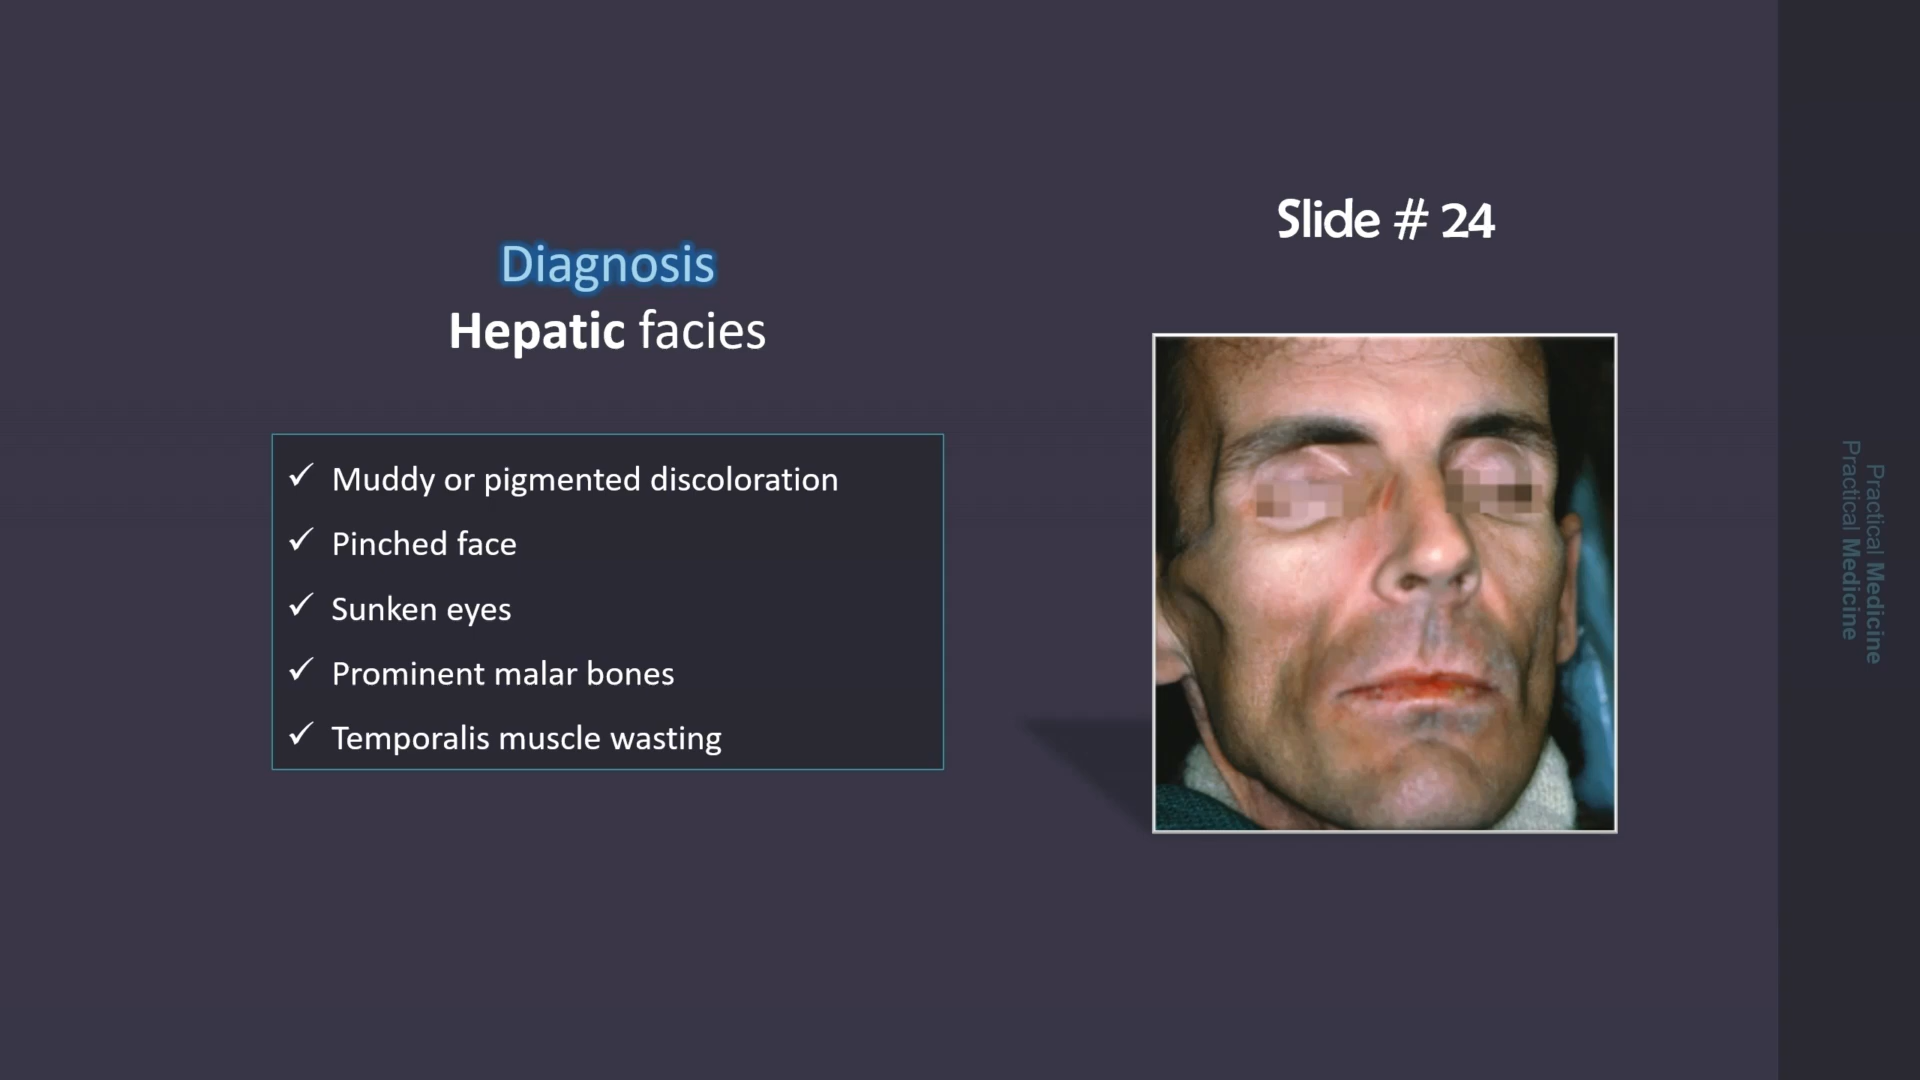 Slide # 24
Diagnosis
Hepatic facies
✓ Muddy or pigmented discoloration
✓ Pinched face
✓ Sunken eyes
✓ Prominent malar bones
✓ Temporalis muscle wasting
Practical Medicine
Practical Medicine